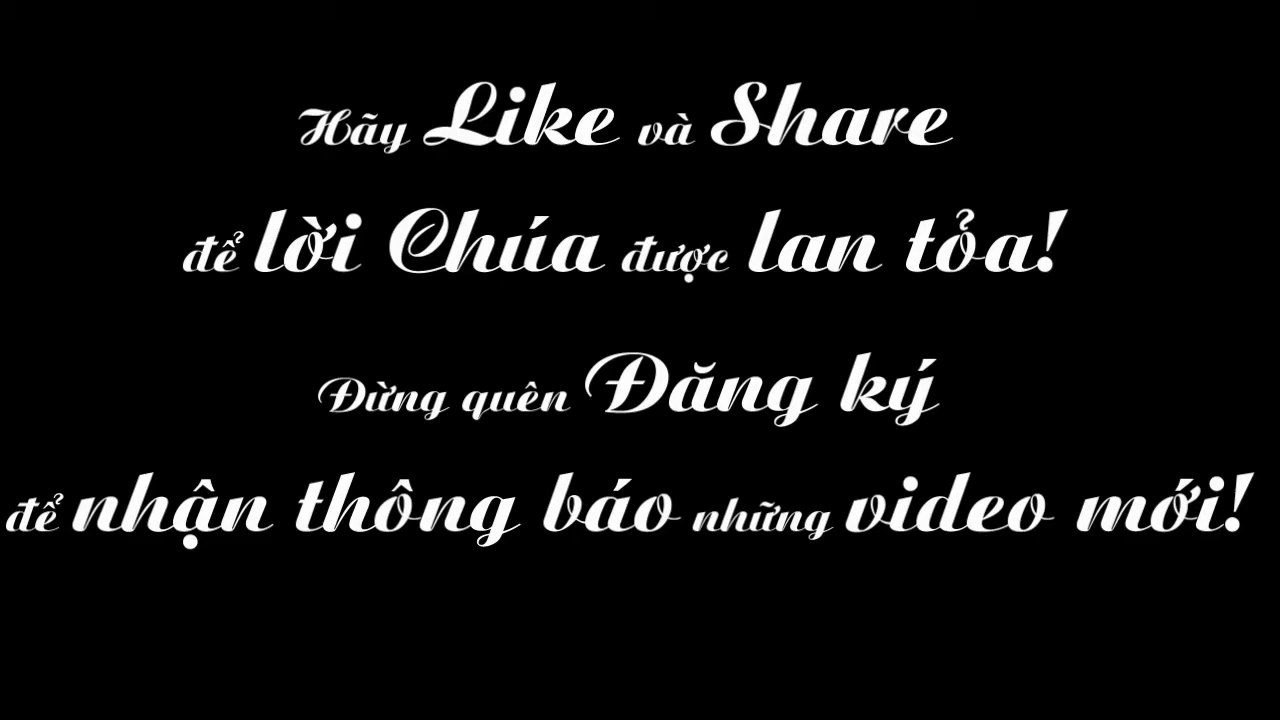 Hãy Like và Share
để lời Chúa được lan tỏa!
Đừng quên Đăng ký
để nhận thông báo những video mới!